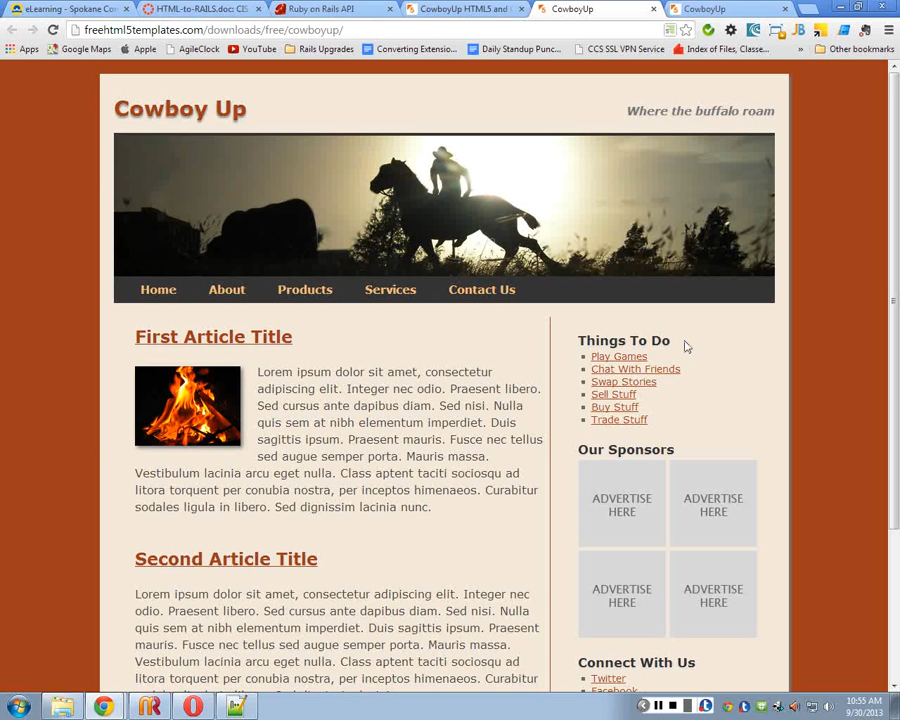 eLearning - Spokane Com
HTML-to-RAILS.doc: CIS
Ruby on Rails API
CowboyUp HTML5 and C
CowboyUp
CowboyUp
freehtml5templates.com/downloads/free/cowboyup/
Apps
Google Maps
Apple
AgileClock
YouTube
Rails Upgrades
Converting Extensio...
Daily Standup Punc...
CCS SSL VPN Service
Index of Files, Classe...
»
Other bookmarks
Cowboy Up
Where the buffalo roam
Home
About
Products
Services
Contact Us
First Article Title
Lorem ipsum dolor sit amet, consectetur
adipiscing elit. Integer nec odio. Praesent libero.
Sed cursus ante dapibus diam. Sed nisi. Nulla
quis sem at nibh elementum imperdiet. Duis
sagittis ipsum. Praesent mauris. Fusce nec tellus
sed augue semper porta. Mauris massa.
Vestibulum lacinia arcu eget nulla. Class aptent taciti sociosqu ad
litora torquent per conubia nostra, per inceptos himenaeos. Curabitur
sodales ligula in libero. Sed dignissim lacinia nunc.
Second Article Title
Lorem ipsum dolor sit amet, consectetur adipiscing elit. Integer nec
odio. Praesent libero. Sed cursus ante dapibus diam. Sed nisi. Nulla
quis sem at nibh elementum imperdiet. Duis sagittis ipsum. Praesent
mauris. Fusce nec tellus sed augue semper porta. Mauris massa.
Vestibulum lacinia arcu eget nulla. Class aptent taciti sociosqu ad
litora torquent per conubia nostra, per inceptos himenaeos.
Things To Do
Play Games
Chat With Friends
Swap Stories
Sell Stuff
Buy Stuff
Trade Stuff
Our Sponsors
ADVERTISE
HERE
ADVERTISE
HERE
ADVERTISE
HERE
ADVERTISE
HERE
Connect With Us
Twitter
Facebook
10:55 AM
9/30/2013